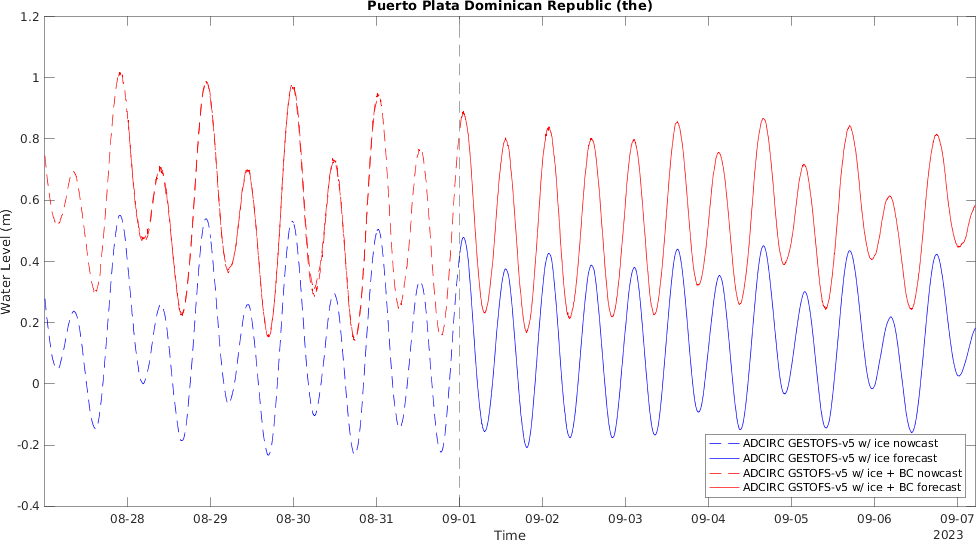 Puerto Plata Dominican Republic (the)
1.2
1
0.8
0.6
0.4
0.2
0
-0.2
-0.4
Water Level (m)
ADCIRC GESTOFS-v5 w/ ice nowcast
ADCIRC GESTOFS-v5 w/ ice forecast
ADCIRC GSTOFS-v5 w/ ice + BC nowcast
ADCIRC GSTOFS-v5 w/ ice + BC forecast
08-28 08-29 08-30 08-31 09-01 09-02 09-03 09-04 09-05 09-06 09-07
Time
2023